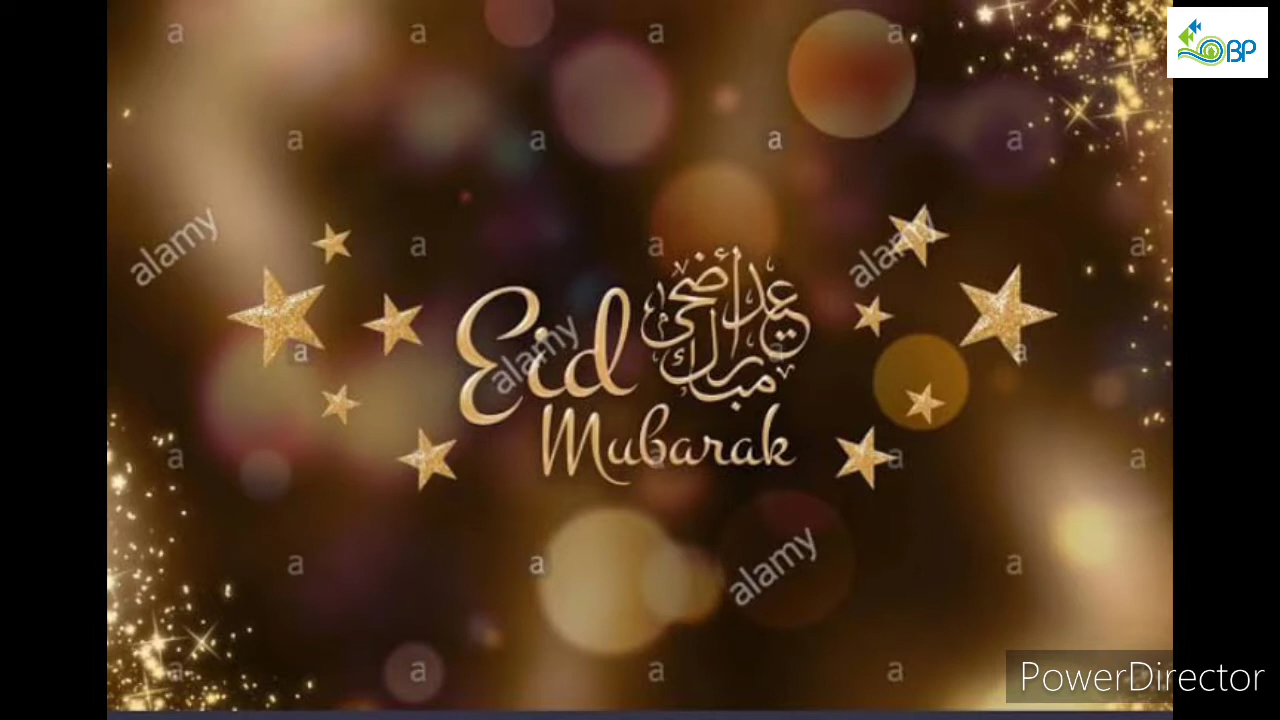 BP
a a a a
a a a a
alamy a a alamy a
Eid عيد أضحى
alamy
مبارك
a a
Mubarak
a a a a
a a alamy a
a a a a
PowerDirector